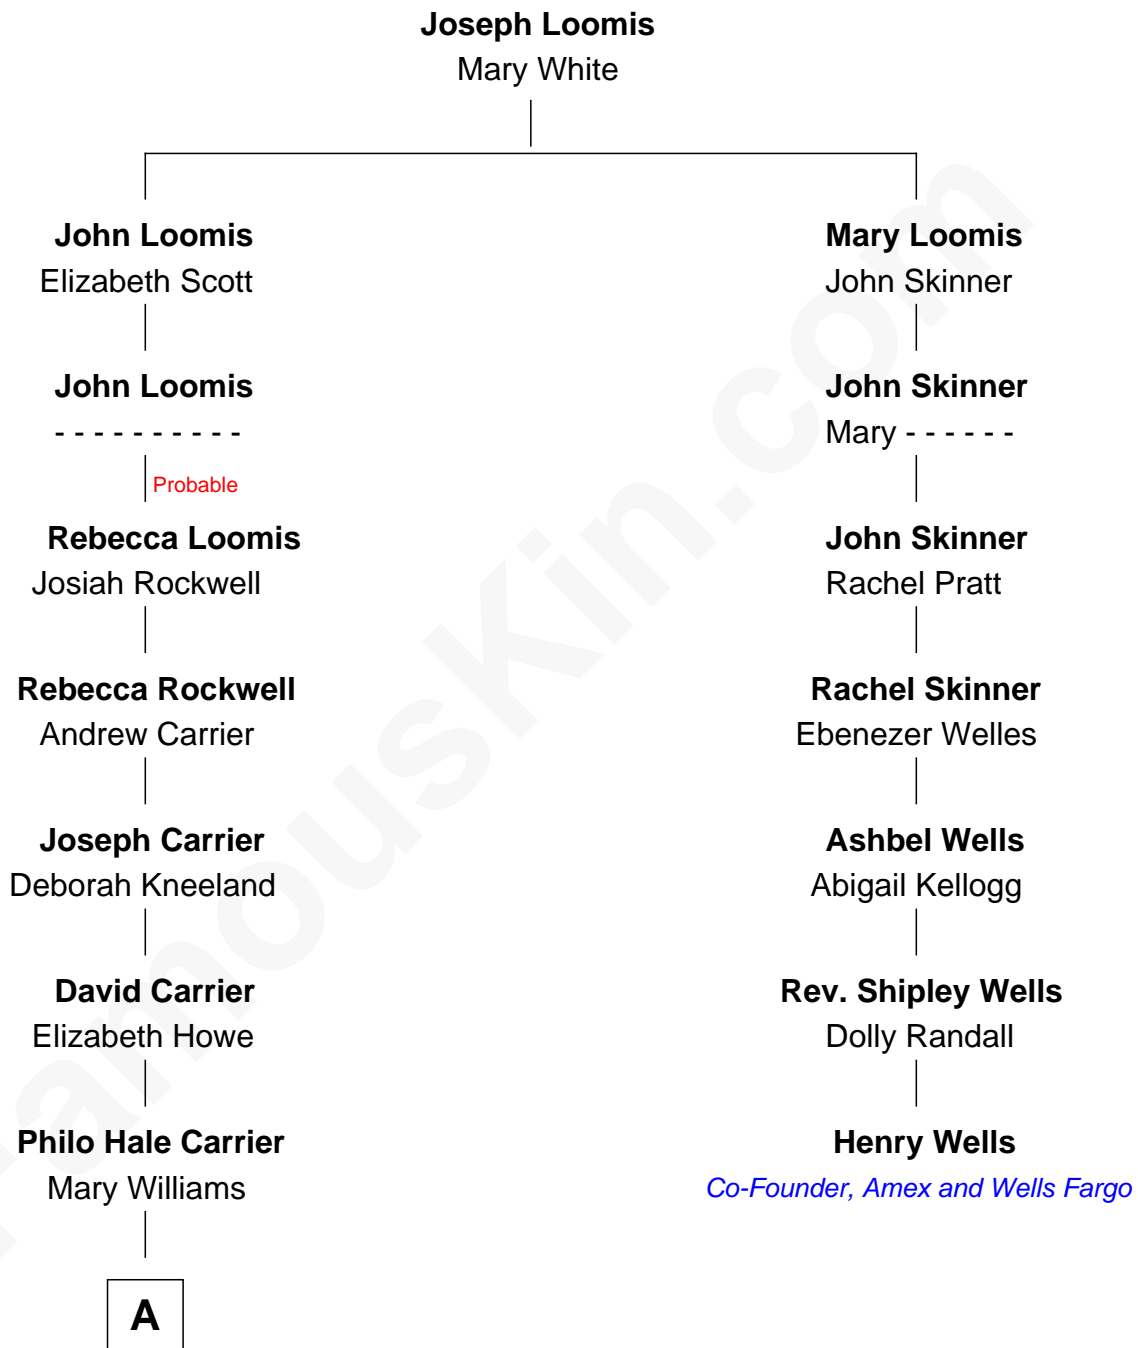 Joseph Loomis
Mary White
John Loomis
Elizabeth Scott
Mary Loomis
John Skinner
John Loomis
- - - - - - - - - -
John Skinner
Mary - - - - - -
Probable
Rebecca Loomis
Josiah Rockwell
John Skinner
Rachel Pratt
Rebecca Rockwell
Andrew Carrier
Rachel Skinner
Ebenezer Welles
Joseph Carrier
Deborah Kneeland
Ashbel Wells
Abigail Kellogg
David Carrier
Elizabeth Howe
Rev. Shipley Wells
Dolly Randall
Philo Hale Carrier
Mary Williams
Henry Wells
Co-Founder, Amex and Wells Fargo
A
FamousKin.com